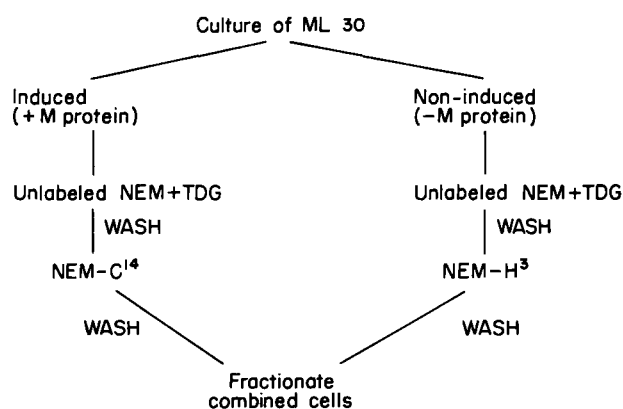 Culture of ML 30
Induced
(+M protein)
Non-induced
(−M protein)
Unlabeled NEM+TDG
Unlabeled NEM+TDG
WASH
WASH
NEM–C¹⁴
NEM–H³
WASH
WASH
Fractionate
combined cells